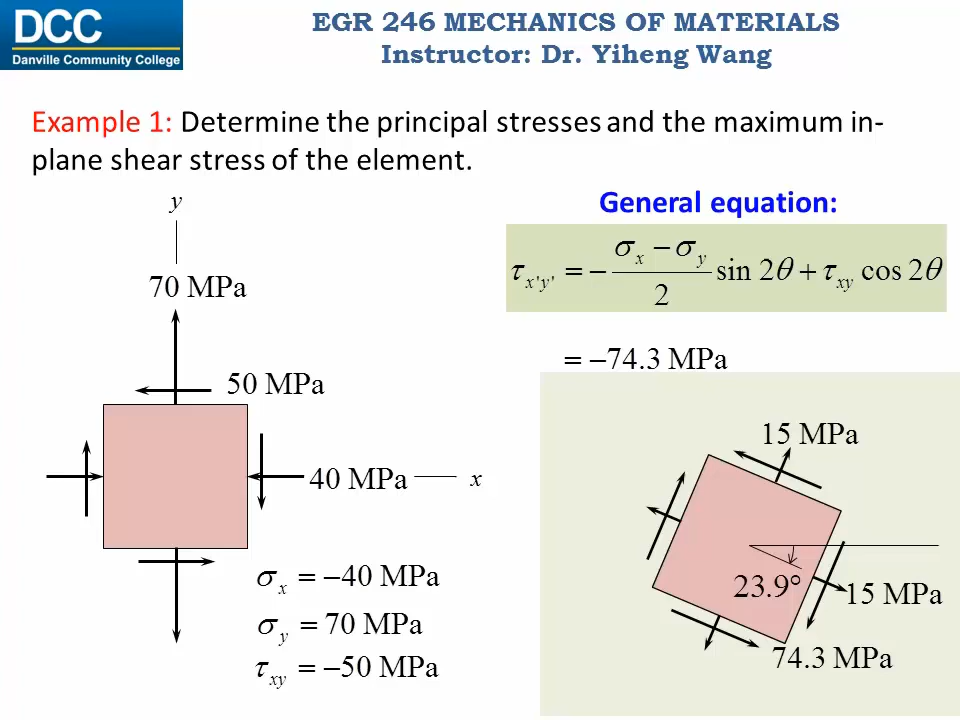 DCC
Danville Community College
EGR 246 MECHANICS OF MATERIALS
Instructor: Dr. Yiheng Wang
Example 1: Determine the principal stresses and the maximum in-
plane shear stress of the element.
y
70 MPa
50 MPa
40 MPa
x
σx = −40 MPa
σy = 70 MPa
τxy = −50 MPa
General equation:
τx'y' = − (σx − σy)/2 sin 2θ + τxy cos 2θ
= −74.3 MPa
15 MPa
23.9°
15 MPa
74.3 MPa